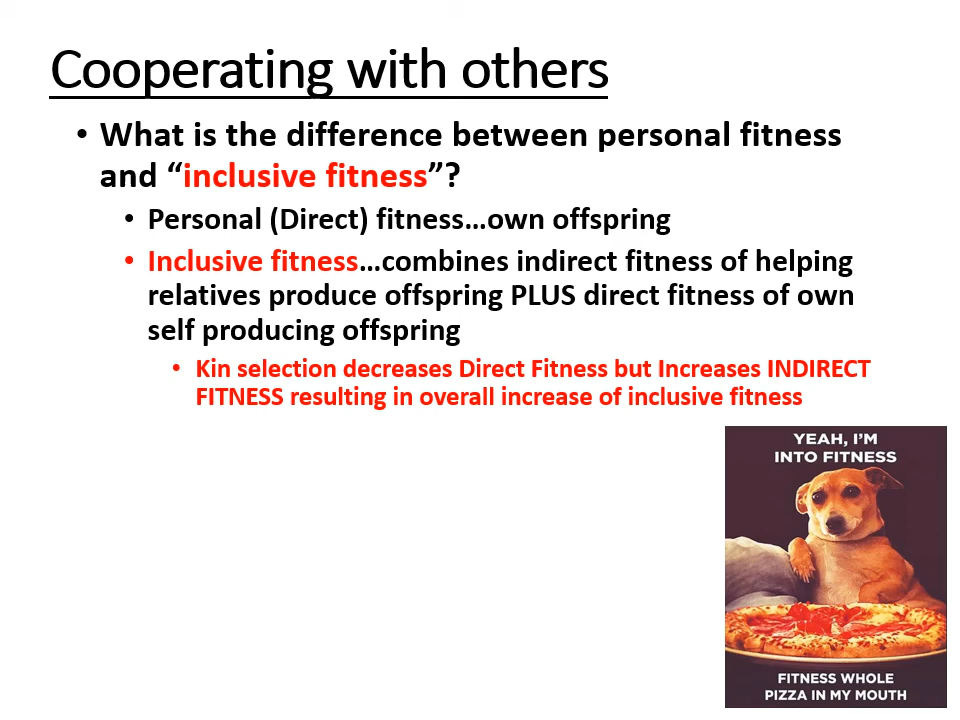 Cooperating with others
• What is the difference between personal fitness
and “inclusive fitness”?
• Personal (Direct) fitness...own offspring
• Inclusive fitness...combines indirect fitness of helping
relatives produce offspring PLUS direct fitness of own
self producing offspring
• Kin selection decreases Direct Fitness but Increases INDIRECT
FITNESS resulting in overall increase of inclusive fitness
YEAH, I’M
INTO FITNESS
FITNESS WHOLE
PIZZA IN MY MOUTH